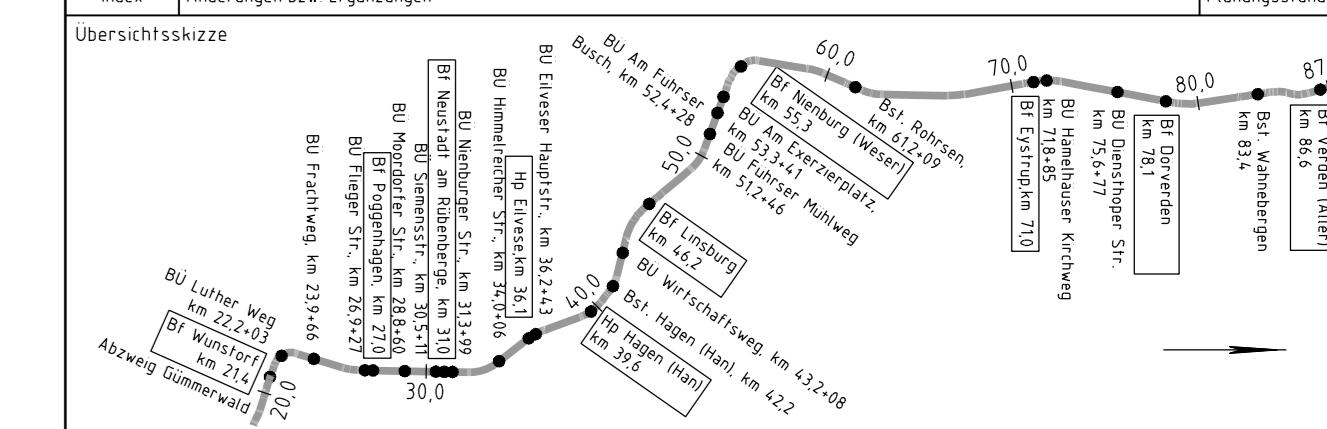 Übersichtsskizze
BÜ Luther Weg
km 22,2+03
Bf Wunstorf
km 21,4
Abzweig Gümmerwald
20,0
BÜ Frachtweg, km 23,9+66
BÜ Flieger Str., km 26,9+27
Bf Poggenhagen, km 27,0
BÜ Moordorfer Str., km 28,8+60
BÜ Siemensstr., km 30,5+11
30,0
Bf Neustadt am Rübenberge, km 31,0
BÜ Nienburger Str., km 31,3+99
BÜ Himmelreicher Str., km 34,0+06
Hp Eilvese,km 36,1
BÜ Eilveser Hauptstr., km 36,2+43
40,0
Hp Hagen (Han)
km 39,6
Bst. Hagen (Han), km 42,2
BÜ Wirtschaftsweg, km 43,2+08
Bf Linsburg
km 46,2
50,0
BÜ Führser Mühlweg
km 51,2+46
BÜ Am Führser
Busch, km 52,4+28
BÜ Am Exerzierplatz,
km 53,3+41
Bf Nienburg (Weser)
km 55,3
60,0
Bst. Rohrsen,
km 61,2+09
70,0
Bf Eystrup,km 71,0
BÜ Hämelhäuser Kirchweg
km 71,8+85
BÜ Diensthoper Str.
km 75,6+77
Bf Dörverden
km 78,1
80,0
Bst. Wahnebergen
km 83,4
Bf Verden (Aller)
km 86,6
87,